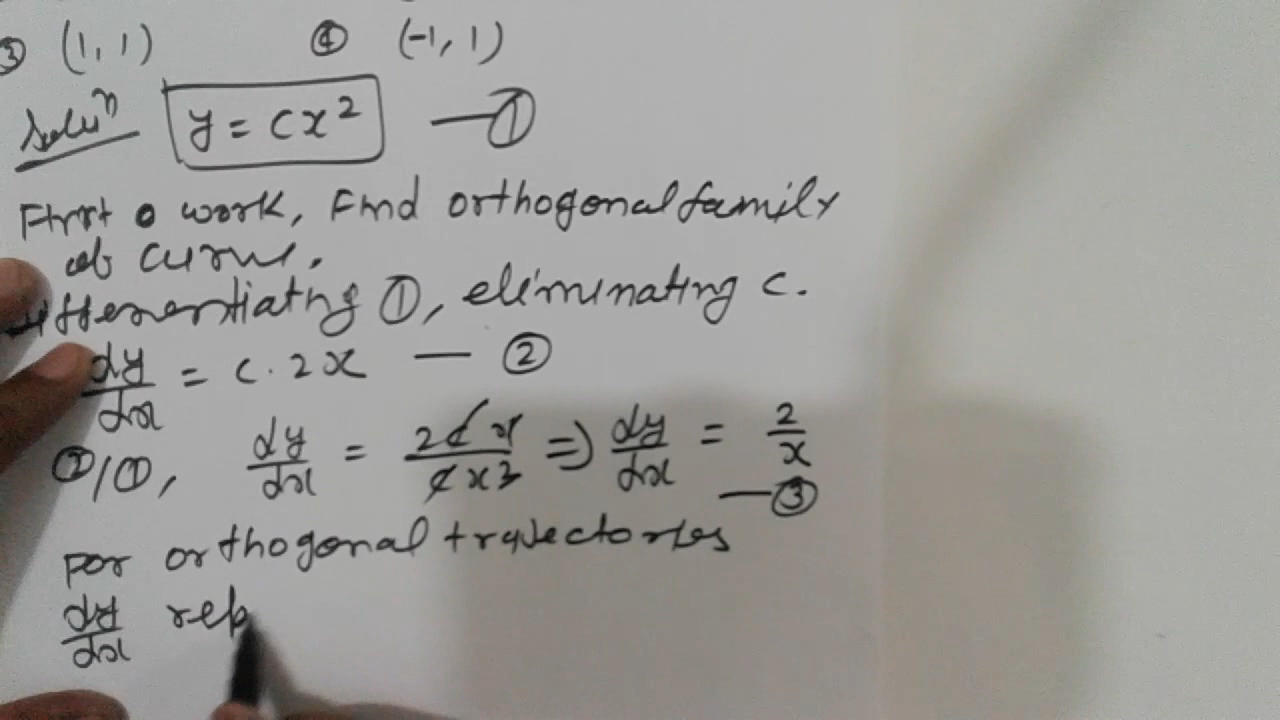 ③ (1, 1) ④ (-1, 1)
Soluⁿ y = cx² —①
First o work, Find orthogonal family
of curve.
differentiating ①, eliminating c.
dy/dx = c. 2x — ②
②/①, dy/dx = 2cx/cx² => dy/dx = 2/x
—③
For orthogonal trajectories
dy/dx rep